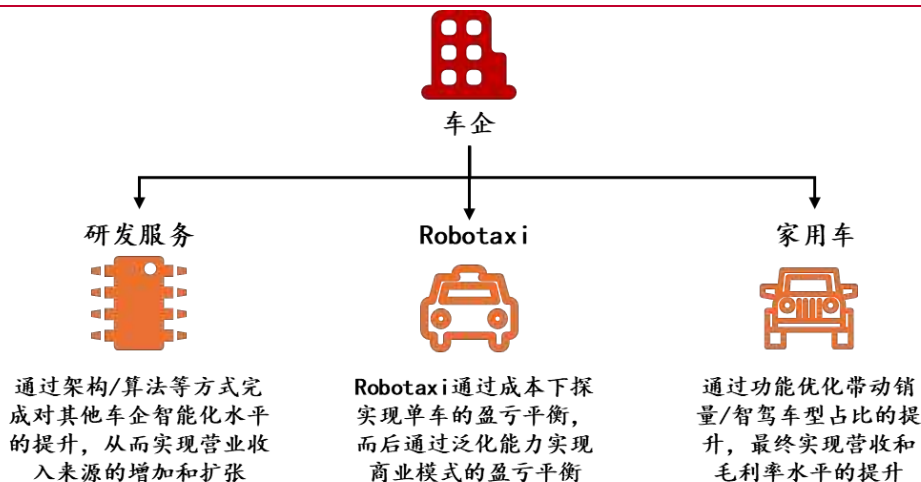 车企
研发服务
Robotaxi
家用车
通过架构/算法等方式完
成对其他车企智能化水平
的提升，从而实现营业收
入来源的增加和扩张
Robotaxi通过成本下探
实现单车的盈亏平衡，
而后通过泛化能力实现
商业模式的盈亏平衡
通过功能优化带动销
量/智驾车型占比的提
升，最终实现营收和
毛利率水平的提升